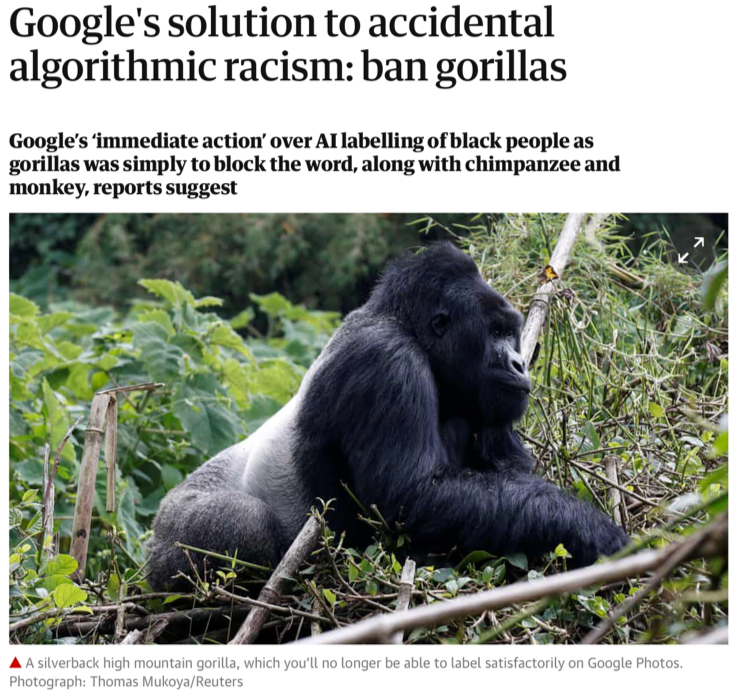 Google's solution to accidental
algorithmic racism: ban gorillas
Google’s ‘immediate action’ over AI labelling of black people as
gorillas was simply to block the word, along with chimpanzee and
monkey, reports suggest
A silverback high mountain gorilla, which you’ll no longer be able to label satisfactorily on Google Photos.
Photograph: Thomas Mukoya/Reuters